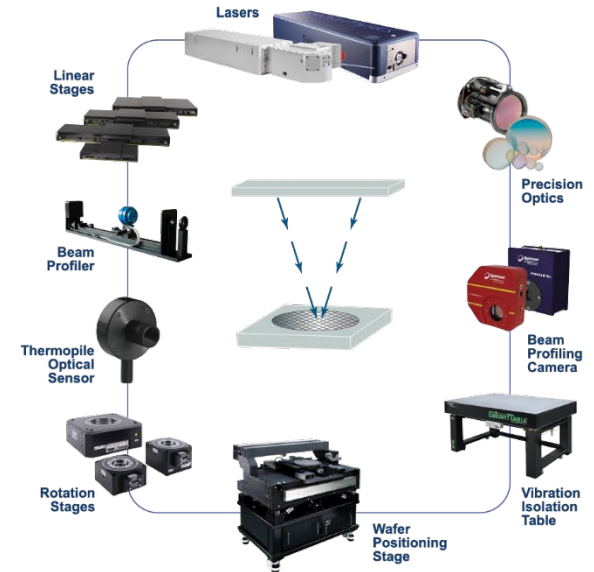 Lasers
Linear
Stages
Precision
Optics
Beam
Profiler
Beam
Profiling
Camera
Thermopile
Optical
Sensor
SMARTTABLE
Rotation
Stages
Wafer
Positioning
Stage
Vibration
Isolation
Table